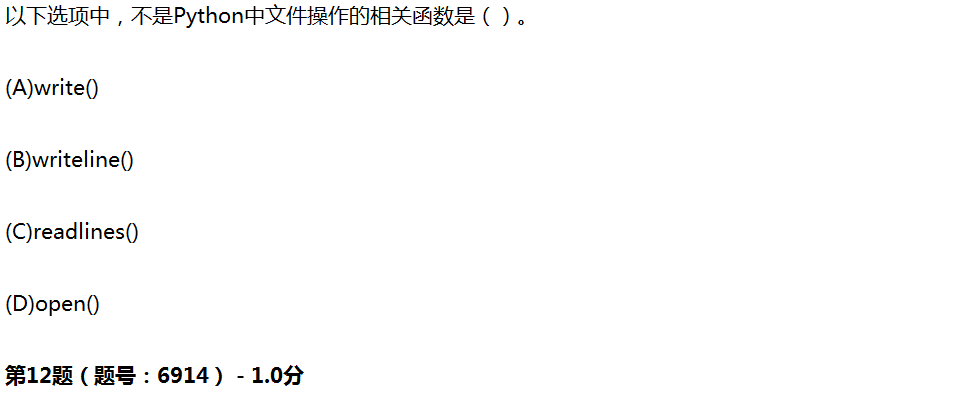 以下选项中，不是Python中文件操作的相关函数是（ ）。
(A)write()
(B)writeline()
(C)readlines()
(D)open()
第12题（题号：6914） - 1.0分